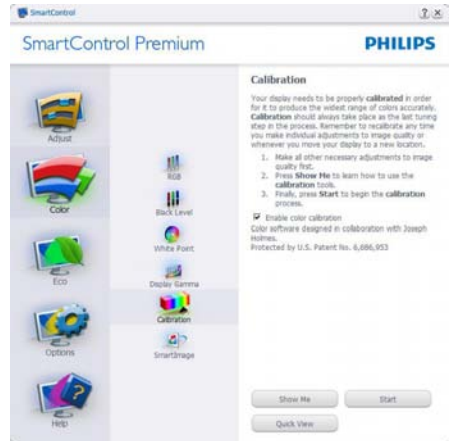 SmartControl
SmartControl Premium
PHILIPS
Adjust
Color
Eco
Options
Help
RGB
Black Level
White Point
Display Gamma
Calibration
SmartImage
Calibration
Your display needs to be properly calibrated in order
for it to produce the widest range of colors accurately.
Calibration should always take place as the last tuning
step in the process. Remember to recalibrate any time
you make individual adjustments to image quality or
whenever you move your display to a new location.
1. Make all other necessary adjustments to image
quality first.
2. Press Show Me to learn how to use the
calibration tools.
3. Finally, press Start to begin the calibration
process.
Enable color calibration
Color software designed in collaboration with Joseph
Holmes.
Protected by U.S. Patent No. 6,686,953
Show Me
Start
Quick View